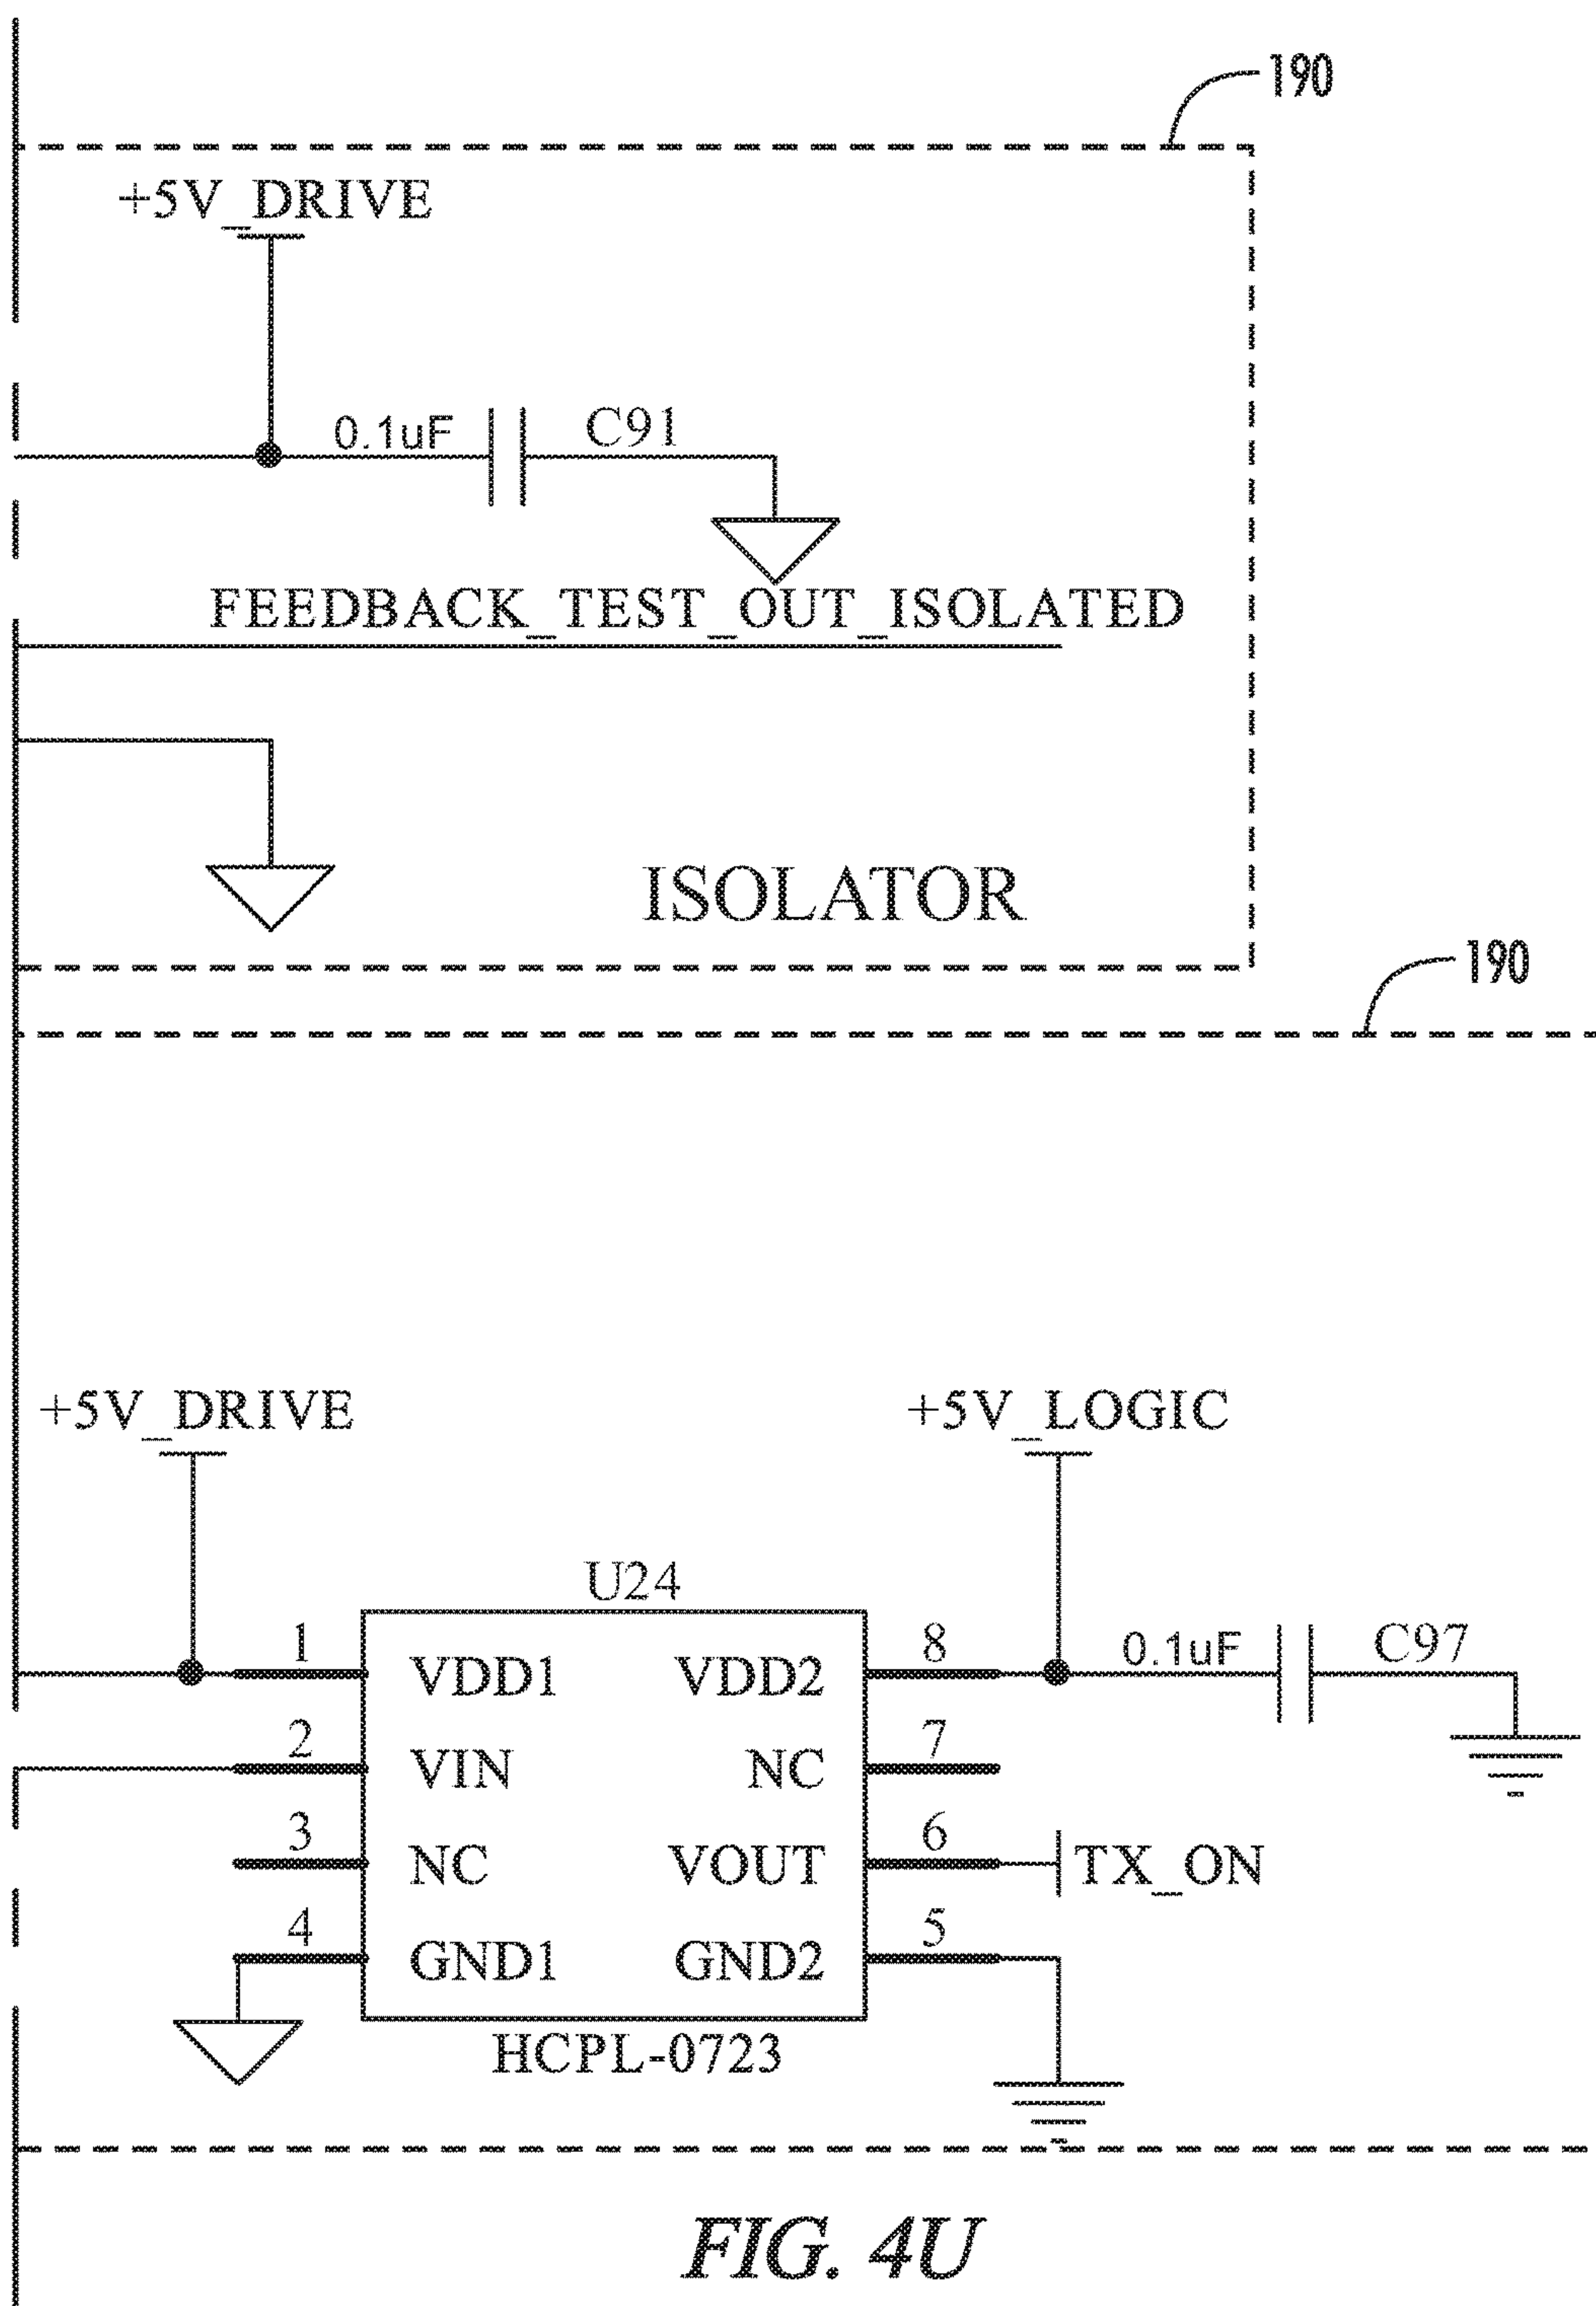 190
+5V_DRIVE
0.1uF C91
FEEDBACK_TEST_OUT_ISOLATED
ISOLATOR
190
+5V_DRIVE +5V_LOGIC
U24
1 VDD1 VDD2 8 0.1uF C97
2 VIN NC 7
3 NC VOUT 6 TX_ON
4 GND1 GND2 5
HCPL-0723
FIG. 4U